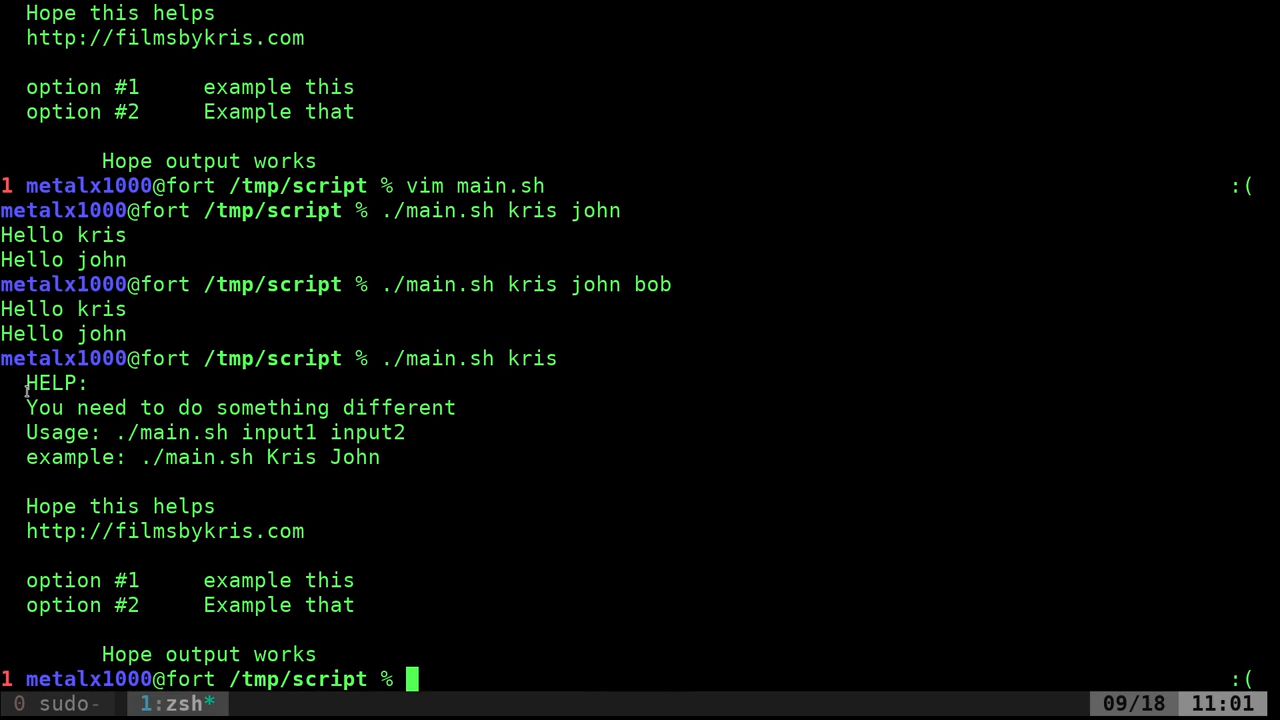 Hope this helps
  http://filmsbykris.com

  option #1     example this
  option #2     Example that

        Hope output works
1 metalx1000@fort /tmp/script % vim main.sh                                                      :(
metalx1000@fort /tmp/script % ./main.sh kris john
Hello kris
Hello john
metalx1000@fort /tmp/script % ./main.sh kris john bob
Hello kris
Hello john
metalx1000@fort /tmp/script % ./main.sh kris
  HELP:
  You need to do something different
  Usage: ./main.sh input1 input2
  example: ./main.sh Kris John

  Hope this helps
  http://filmsbykris.com

  option #1     example this
  option #2     Example that

        Hope output works
1 metalx1000@fort /tmp/script %                                                                  :(
0 sudo-  1:zsh*  09/18  11:01